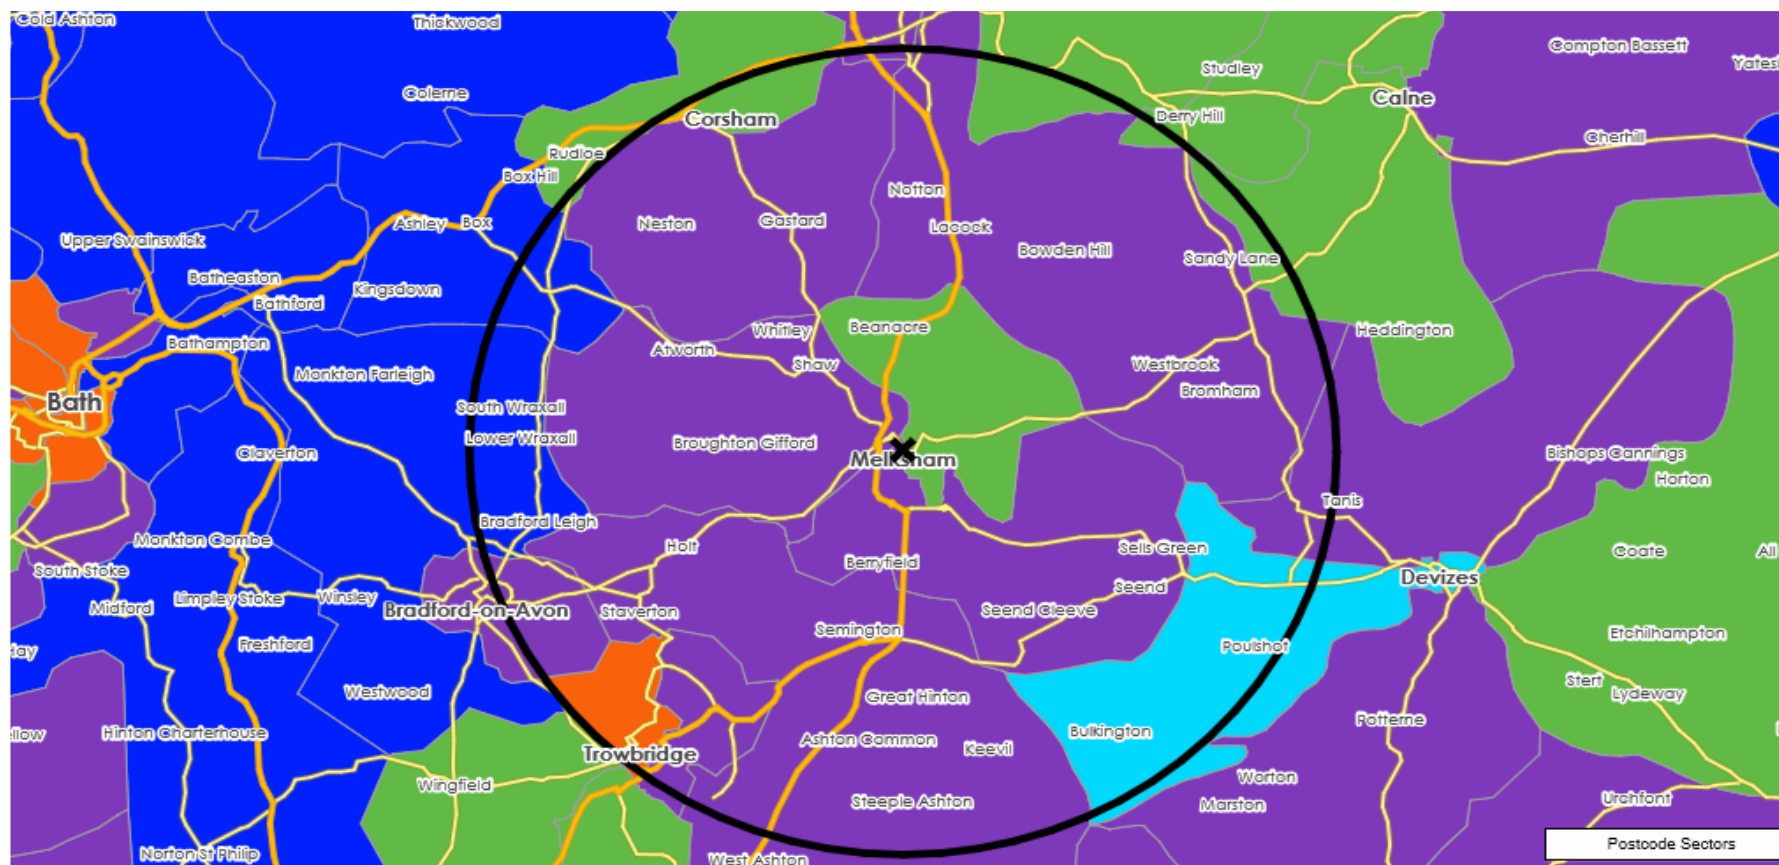 Cold Ashton
Thickwood
Compton Bassett
Studley
Colerne
Calne
Corsham
Derry Hill
Cherhill
Rudloe
Box Hill
Notton
Ashley
Box
Neston
Gastard
Lacock
Upper Swainswick
Bowden Hill
Sandy Lane
Batheaston
Kingsdown
Bathford
Whitley
Beanacre
Heddington
Bathampton
Atworth
Shaw
Westbrook
Monkton Farleigh
Bromham
Bath
South Wraxall
Lower Wraxall
Broughton Gifford
Claverton
Melksham
Bishops Cannings
Horton
Tanis
Bradford Leigh
Monkton Combe
Holt
Sells Green
Coate
All
South Stoke
Berryfield
Devizes
Seend
Midford
Limpley Stoke
Winsley
Bradford-on-Avon
Staverton
Seend Cleeve
Semington
Etchilhampton
Freshford
Poulshot
Westwood
Great Hinton
Stert
Lydeway
Potterne
ellow
Hinton Charterhouse
Ashton Common
Keevil
Bulkington
Trowbridge
Wingfield
Worton
Steeple Ashton
Marston
Urchfont
Norton St Philip
West Ashton
Postcode Sectors